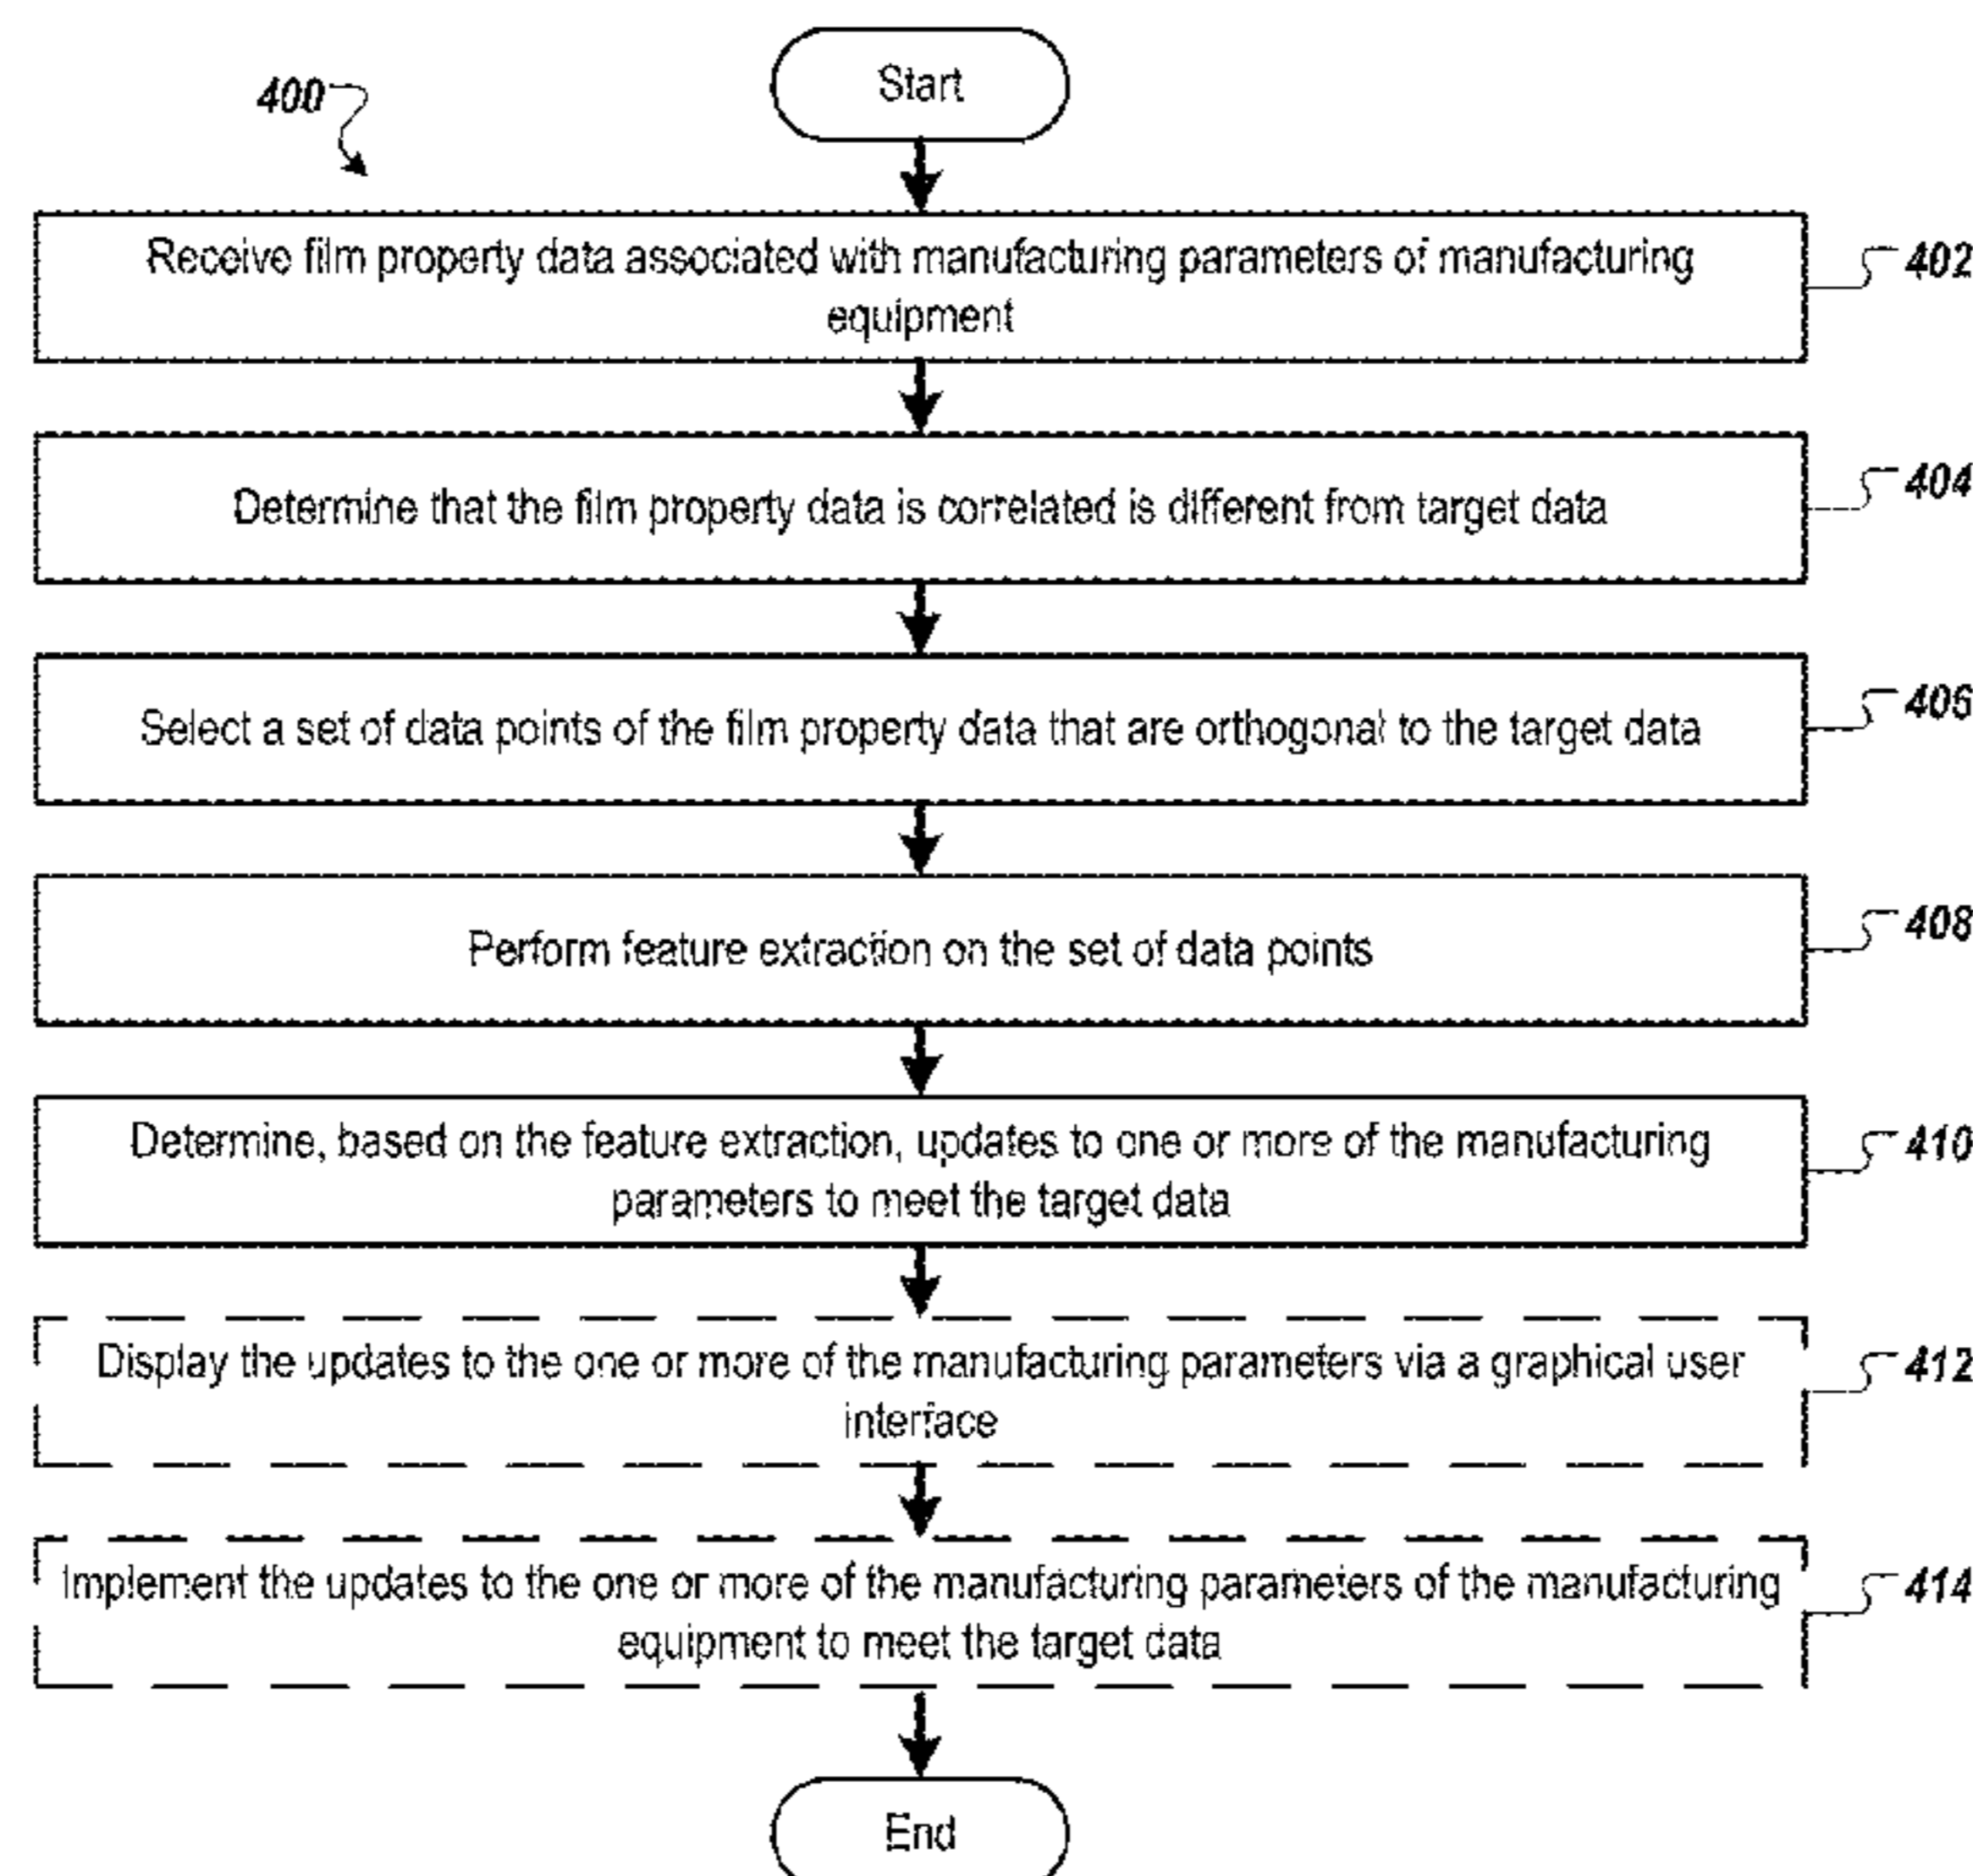 Start
400
Receive film property data associated with manufacturing parameters of manufacturing
equipment
402
Determine that the film property data is correlated is different from target data
404
Select a set of data points of the film property data that are orthogonal to the target data
406
Perform feature extraction on the set of data points
408
Determine, based on the feature extraction, updates to one or more of the manufacturing
parameters to meet the target data
410
Display the updates to the one or more of the manufacturing parameters via a graphical user
interface
412
Implement the updates to the one or more of the manufacturing parameters of the manufacturing
equipment to meet the target data
414
End